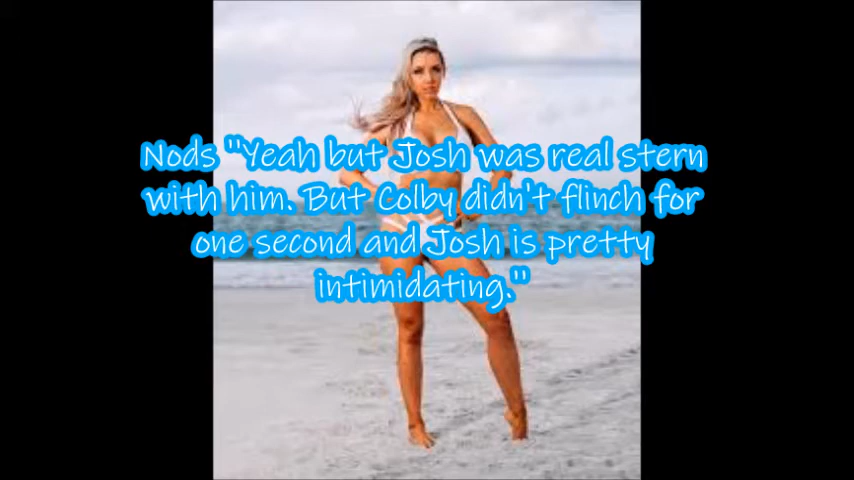 Nods "Yeah but Josh was real stern
with him. But Colby didn't flinch for
one second and Josh is pretty
intimidating."